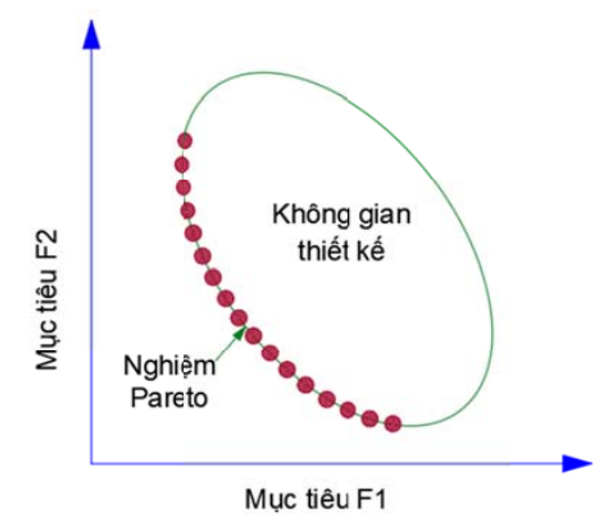 Mục tiêu F2
Không gian
thiết kế
Nghiệm
Pareto
Mục tiêu F1